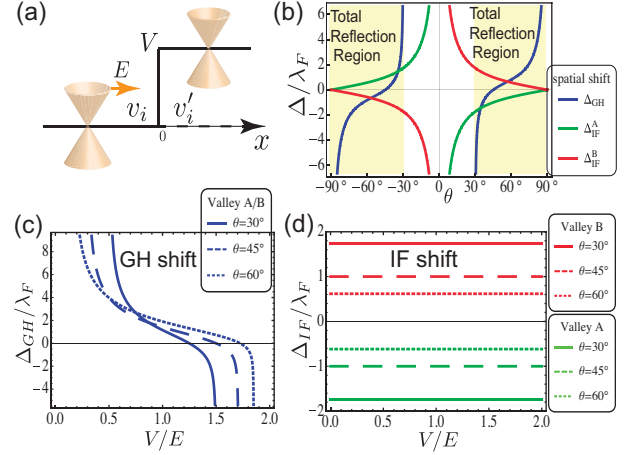 (a)
V
E
v_i
v_i'
0
x
(b)
Total
Reflection
Region
Total
Reflection
Region
Δ/λ_F
6
4
2
0
-2
-4
-6
-90° -60° -30° 0° 30° 60° 90°
θ
spatial shift
Δ_GH
Δ_IF^A
Δ_IF^B
(c)
GH shift
Valley A/B
θ=30°
θ=45°
θ=60°
Δ_GH/λ_F
8
6
4
2
0
-2
-4
0.0 0.5 1.0 1.5 2.0
V/E
(d)
IF shift
Δ_IF/λ_F
2
1
0
-1
-2
0.0 0.5 1.0 1.5 2.0
V/E
Valley B
θ=30°
θ=45°
θ=60°
Valley A
θ=30°
θ=45°
θ=60°